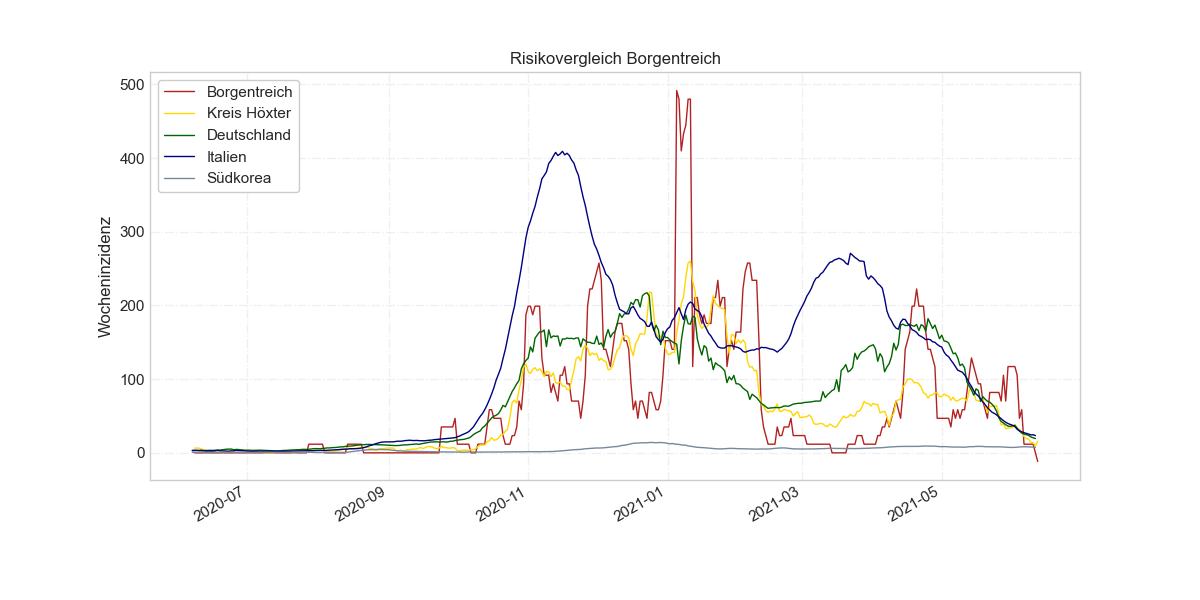 Risikovergleich Borgentreich
Wocheninzidenz
500
400
300
200
100
0
Borgentreich
Kreis Höxter
Deutschland
Italien
Südkorea
2020-07
2020-09
2020-11
2021-01
2021-03
2021-05